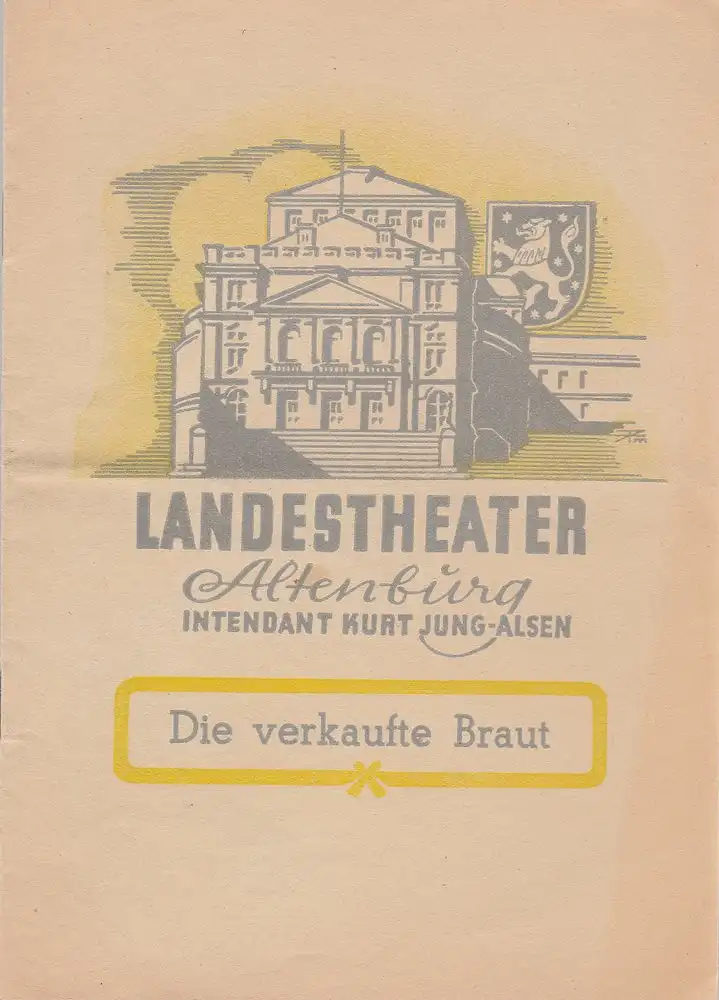 LANDESTHEATER
Altenburg
INTENDANT KURT JUNG-ALSEN
Die verkaufte Braut